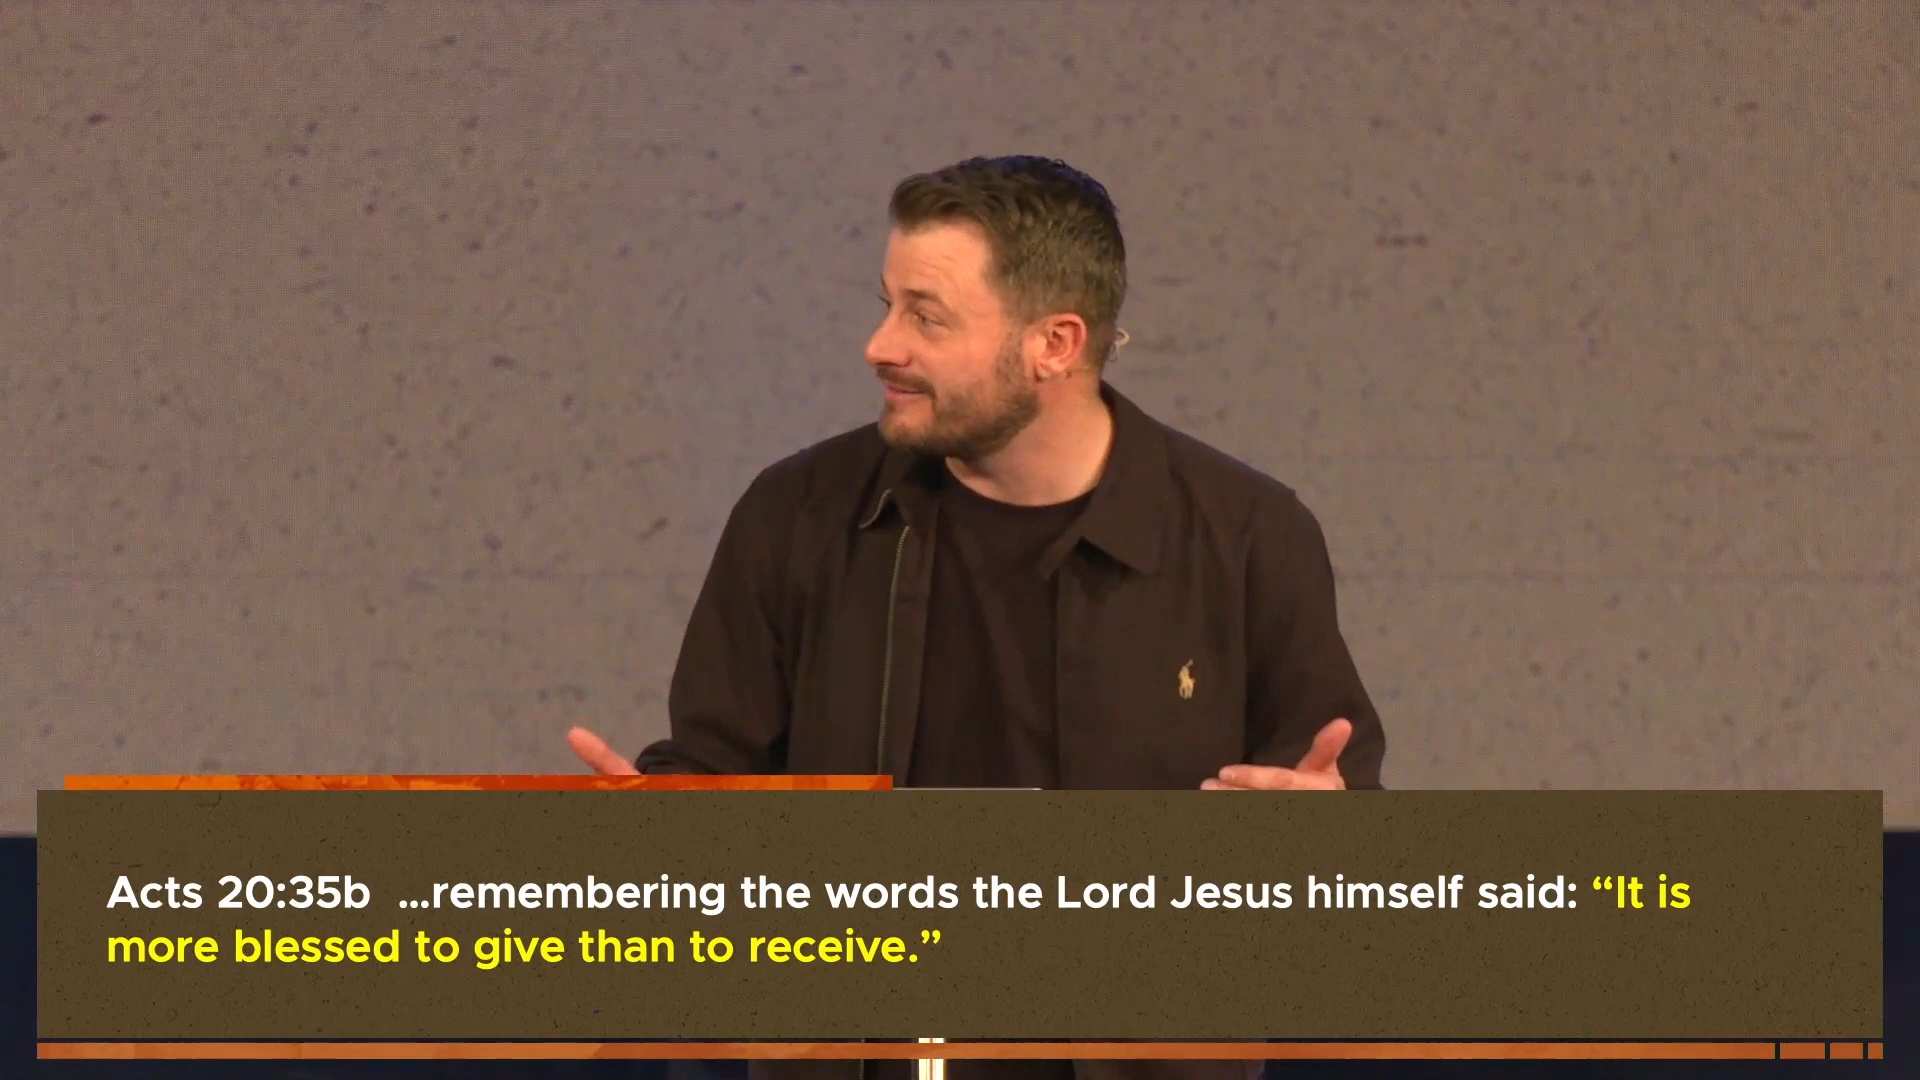 Acts 20:35b  ...remembering the words the Lord Jesus himself said: “It is
more blessed to give than to receive.”